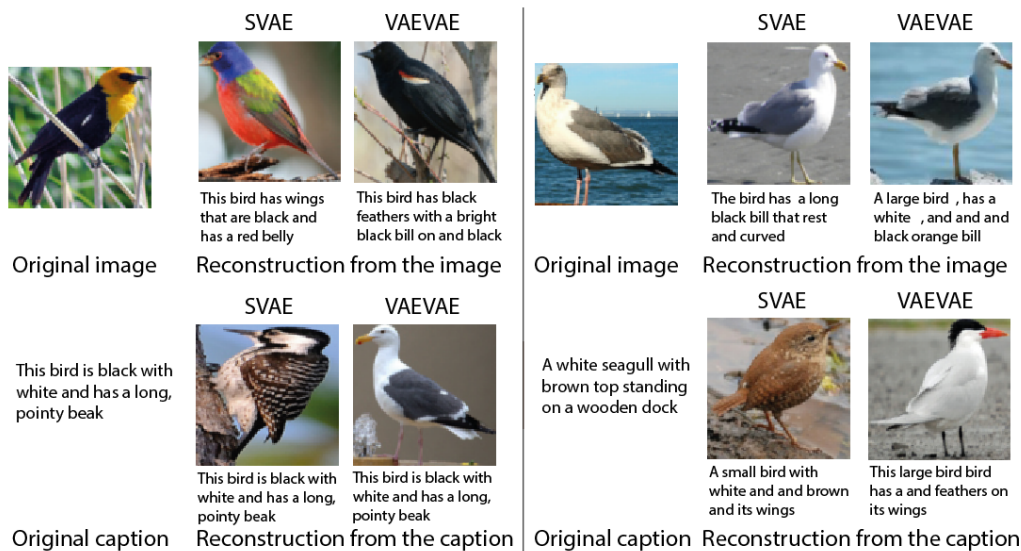 SVAE VAEVAE
This bird has wings
that are black and
has a red belly
This bird has black
feathers with a bright
black bill on and black
Original image
Reconstruction from the image
SVAE VAEVAE
The bird has a long
black bill that rest
and curved
A large bird , has a
white , and and and
black orange bill
Original image
Reconstruction from the image
SVAE VAEVAE
This bird is black with
white and has a long,
pointy beak
This bird is black with
white and has a long,
pointy beak
This bird is black with
white and has a long,
pointy beak
Original caption
Reconstruction from the caption
SVAE VAEVAE
A white seagull with
brown top standing
on a wooden dock
A small bird with
white and and brown
and its wings
This large bird bird
has a and feathers on
its wings
Original caption
Reconstruction from the caption